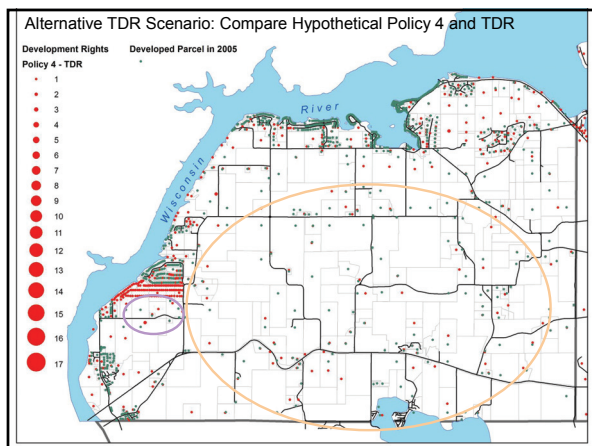 Alternative TDR Scenario: Compare Hypothetical Policy 4 and TDR
Development Rights
Developed Parcel in 2005
Policy 4 - TDR
1
2
3
4
5
6
7
8
9
10
11
12
13
14
15
16
17
River
Wisconsin